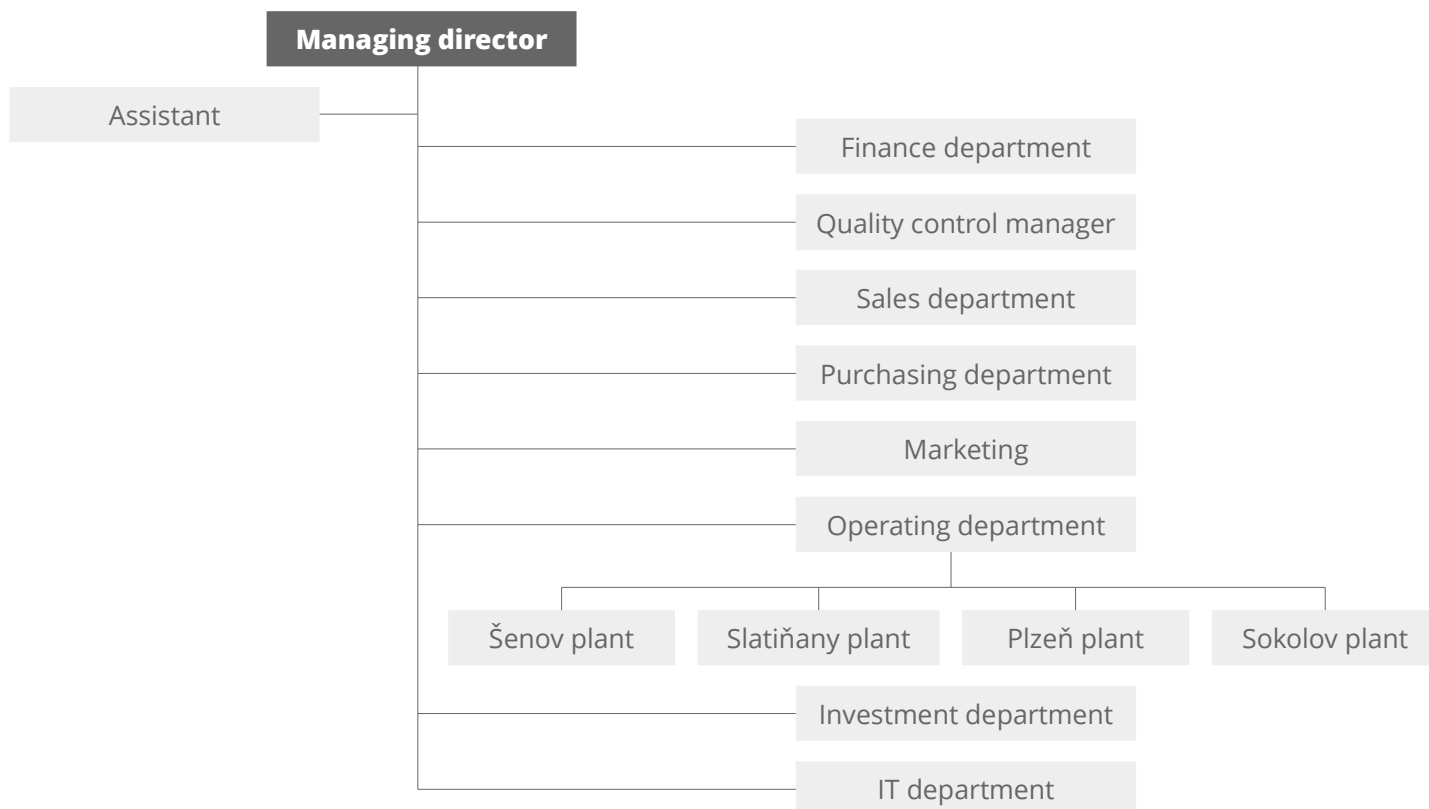 Managing director
Assistant
Finance department
Quality control manager
Sales department
Purchasing department
Marketing
Operating department
Šenov plant
Slatiňany plant
Plzeň plant
Sokolov plant
Investment department
IT department